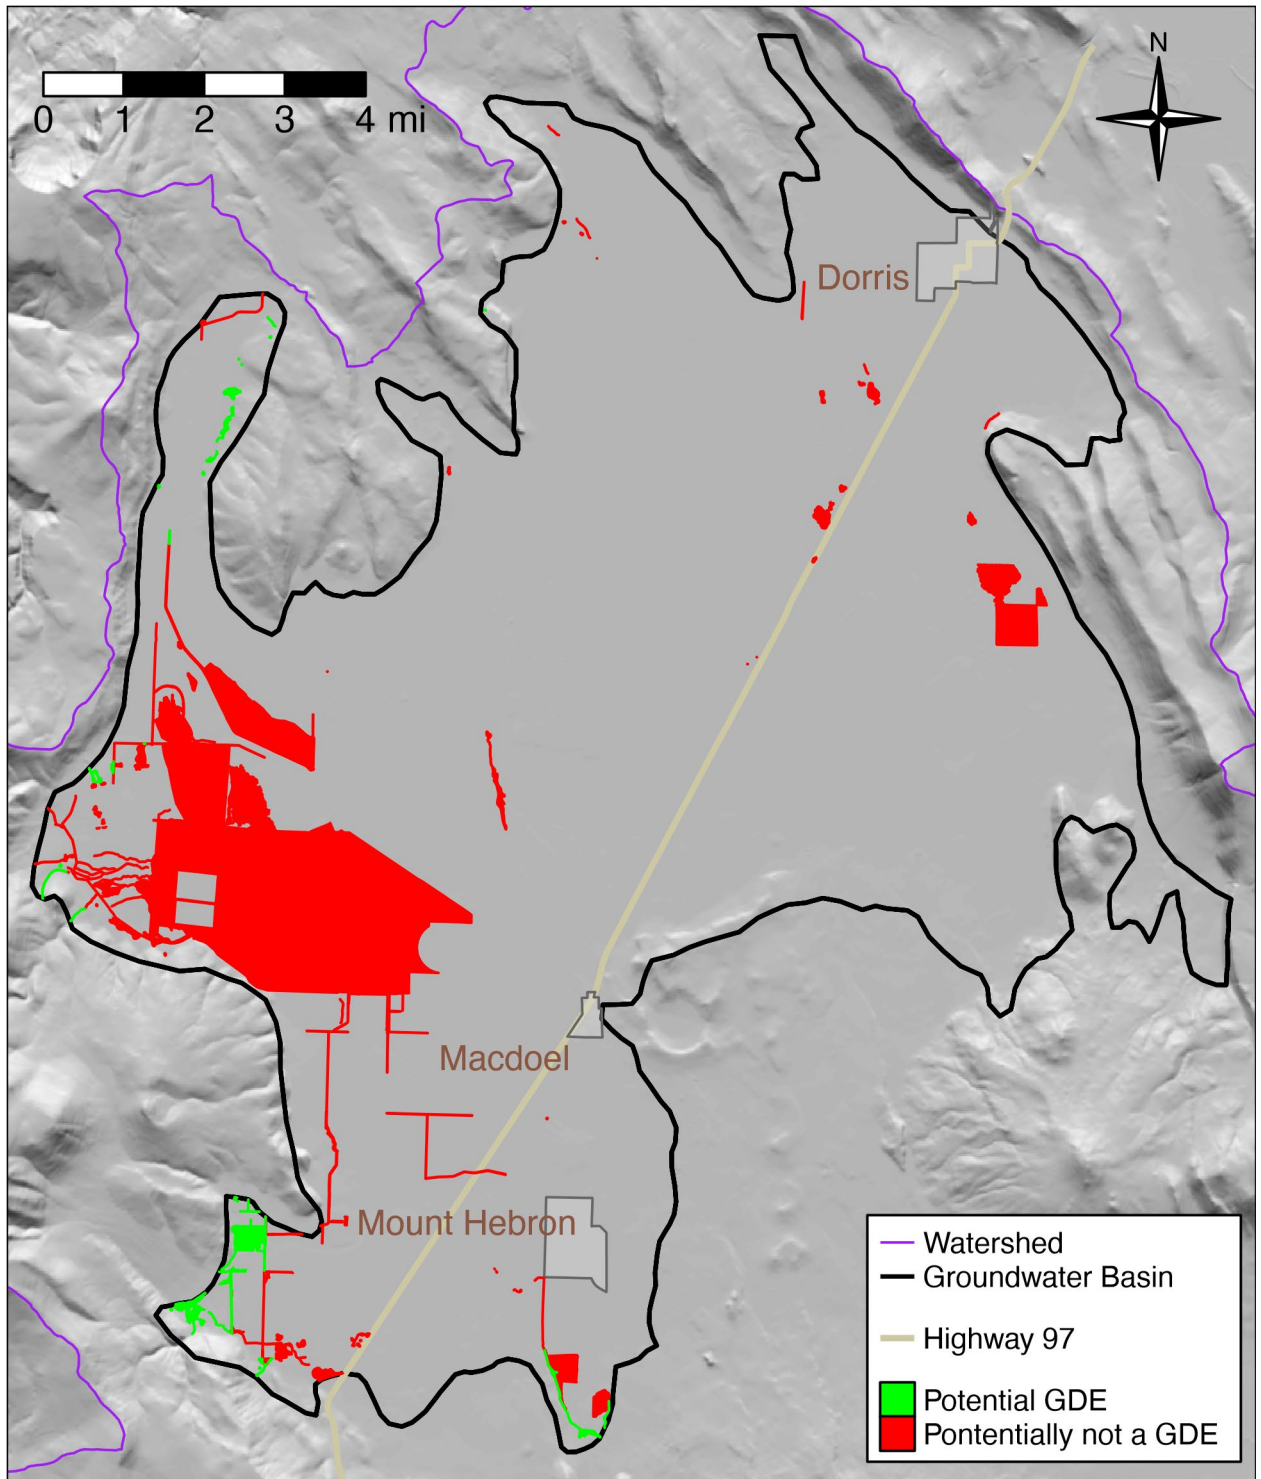 N
0 1 2 3 4 mi
Dorris
Macdoel
Mount Hebron
Watershed
Groundwater Basin
Highway 97
Potential GDE
Pontentially not a GDE